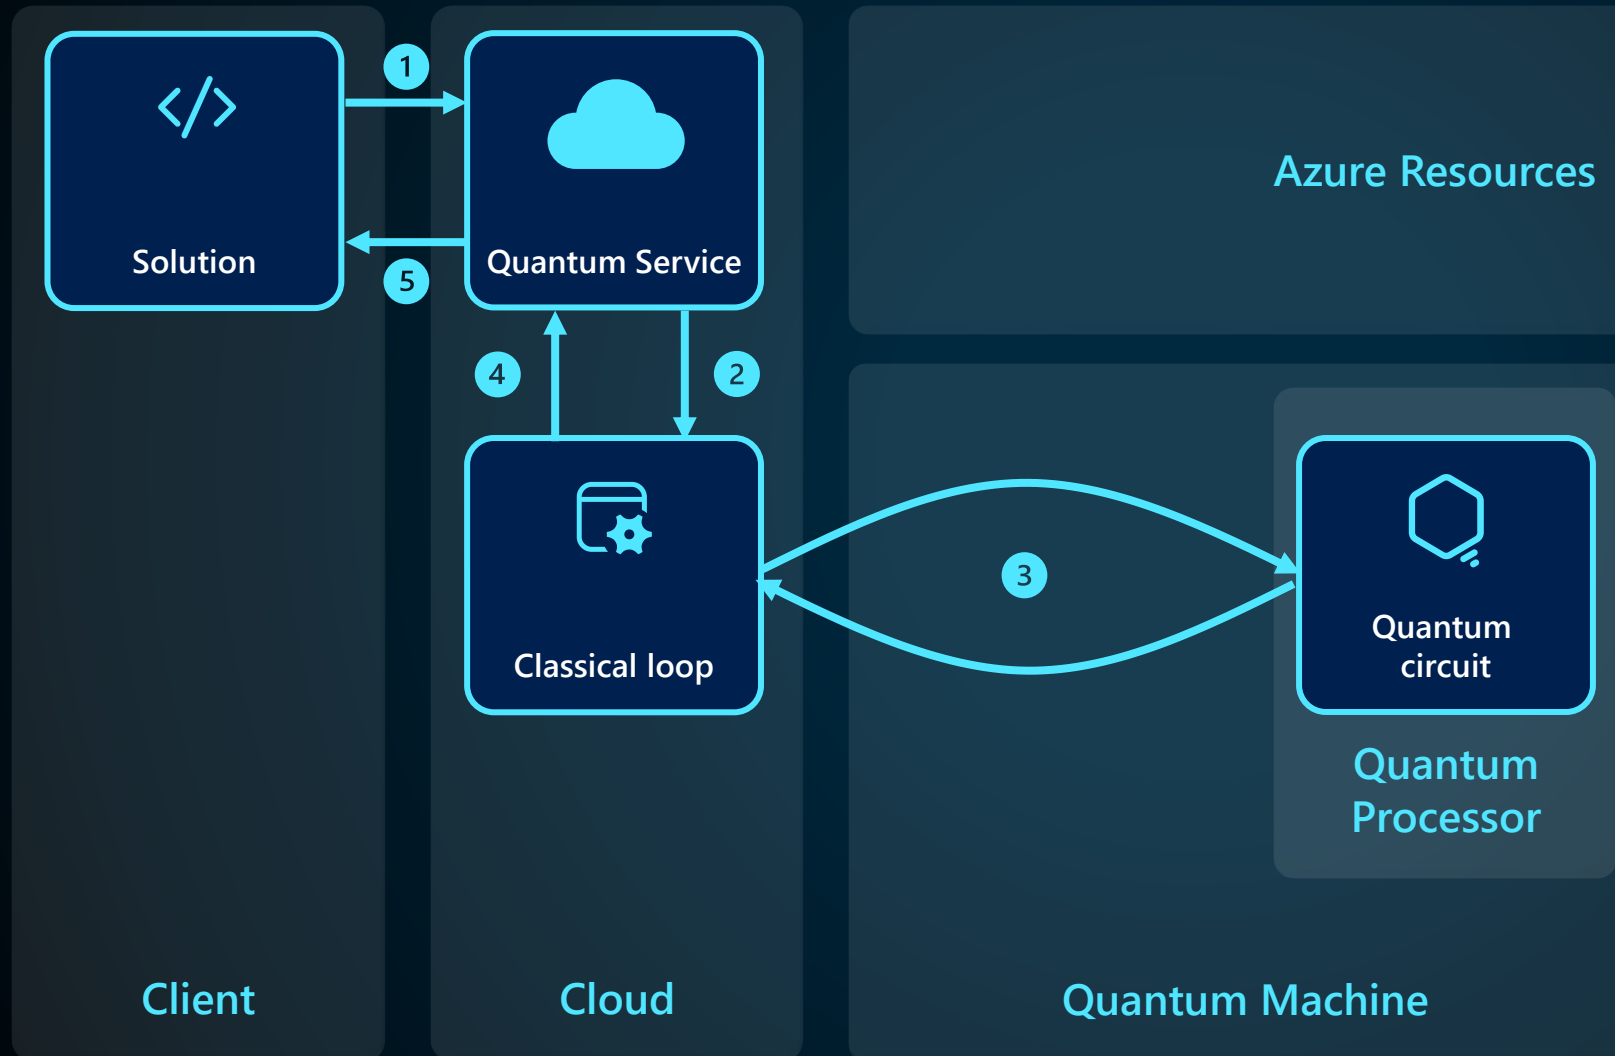 1
Azure Resources
Solution
Quantum Service
5
4
2
3
Classical loop
Quantum
circuit
Quantum
Processor
Client
Cloud
Quantum Machine